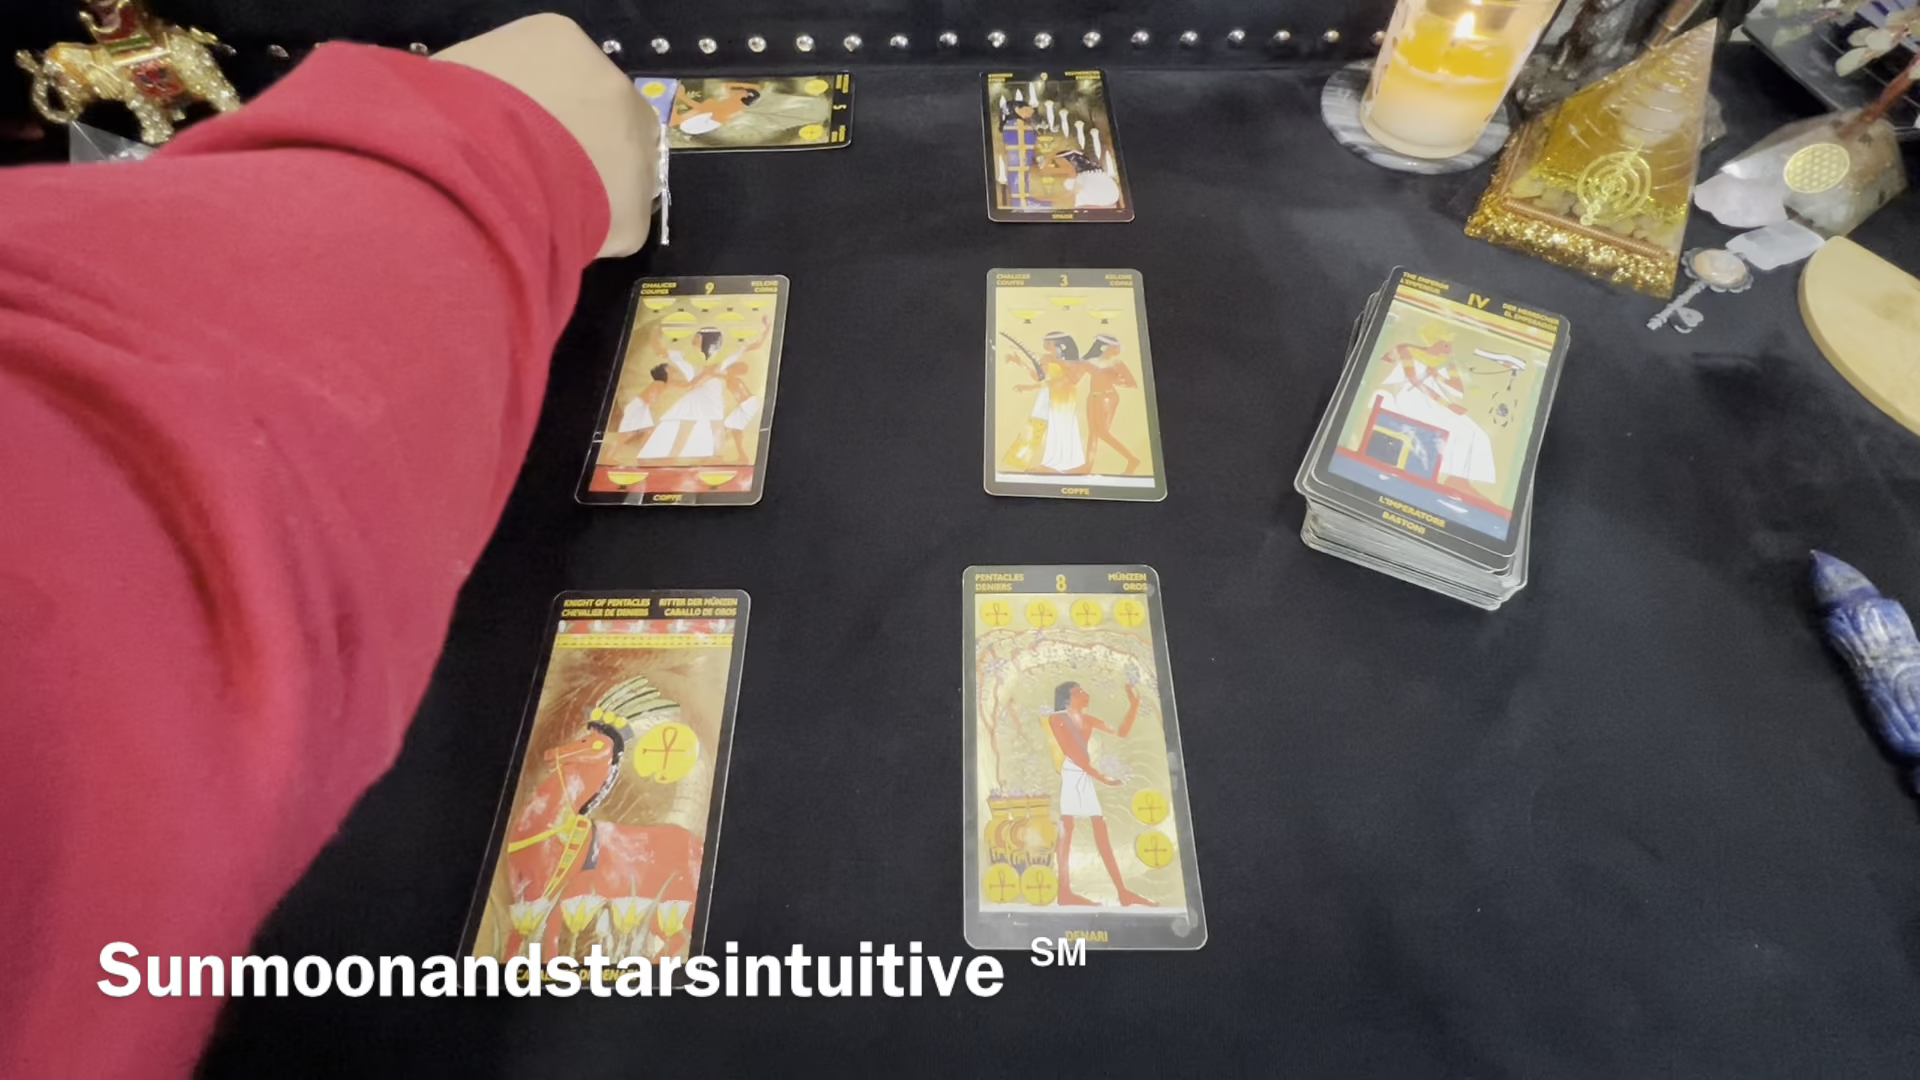 9
SPADE
CHALICES 9 KELCHE
COUPES COPAS
COPPE
CHALICES 3 KELCHE
COUPES COPAS
COPPE
THE EMPEROR IV DER HERRSCHER
L'EMPEREUR EL EMPERADOR
L'IMPERATORE
BASTONI
KNIGHT OF PENTACLES RITTER DER MÜNZEN
CHEVALIER DE DENIERS CABALLO DE OROS
PENTACLES 8 MÜNZEN
DENIERS OROS
DENARI
Sunmoonandstarsintuitive SM